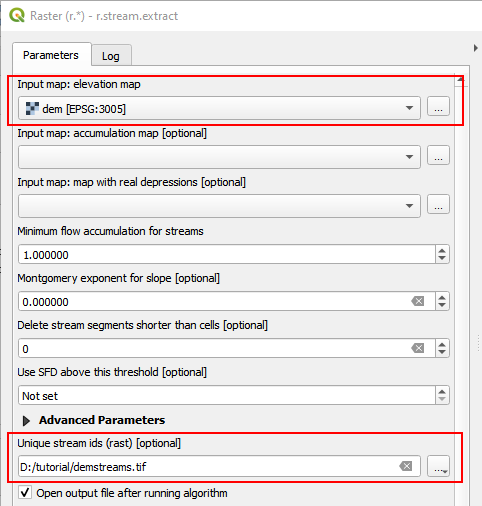 Raster (r.*) - r.stream.extract
Parameters
Log
Input map: elevation map
dem [EPSG:3005]
...
Input map: accumulation map [optional]
...
Input map: map with real depressions [optional]
...
Minimum flow accumulation for streams
1.000000
Montgomery exponent for slope [optional]
0.000000
Delete stream segments shorter than cells [optional]
0
Use SFD above this threshold [optional]
Not set
Advanced Parameters
Unique stream ids (rast) [optional]
D:/tutorial/demstreams.tif
...
Open output file after running algorithm